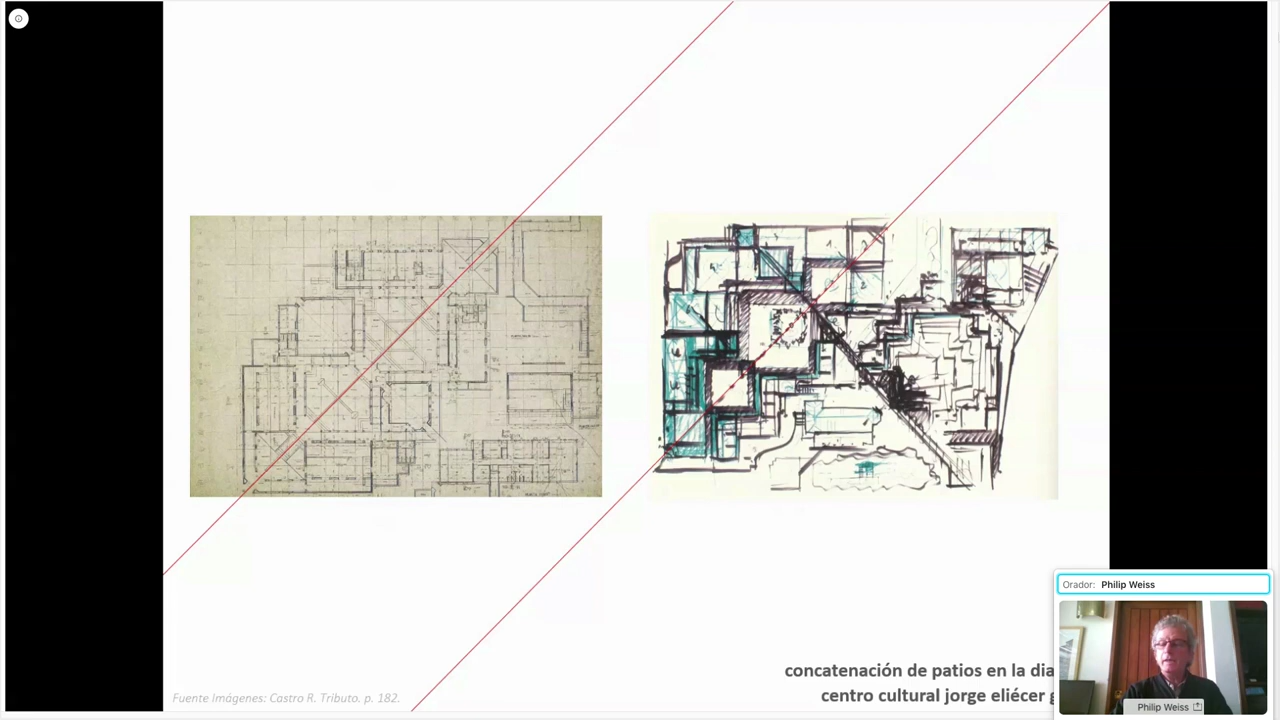 Orador: Philip Weiss
Philip Weiss
concatenación de patios en la dia
centro cultural jorge eliécer g
Fuente Imágenes: Castro R. Tributo. p. 182.